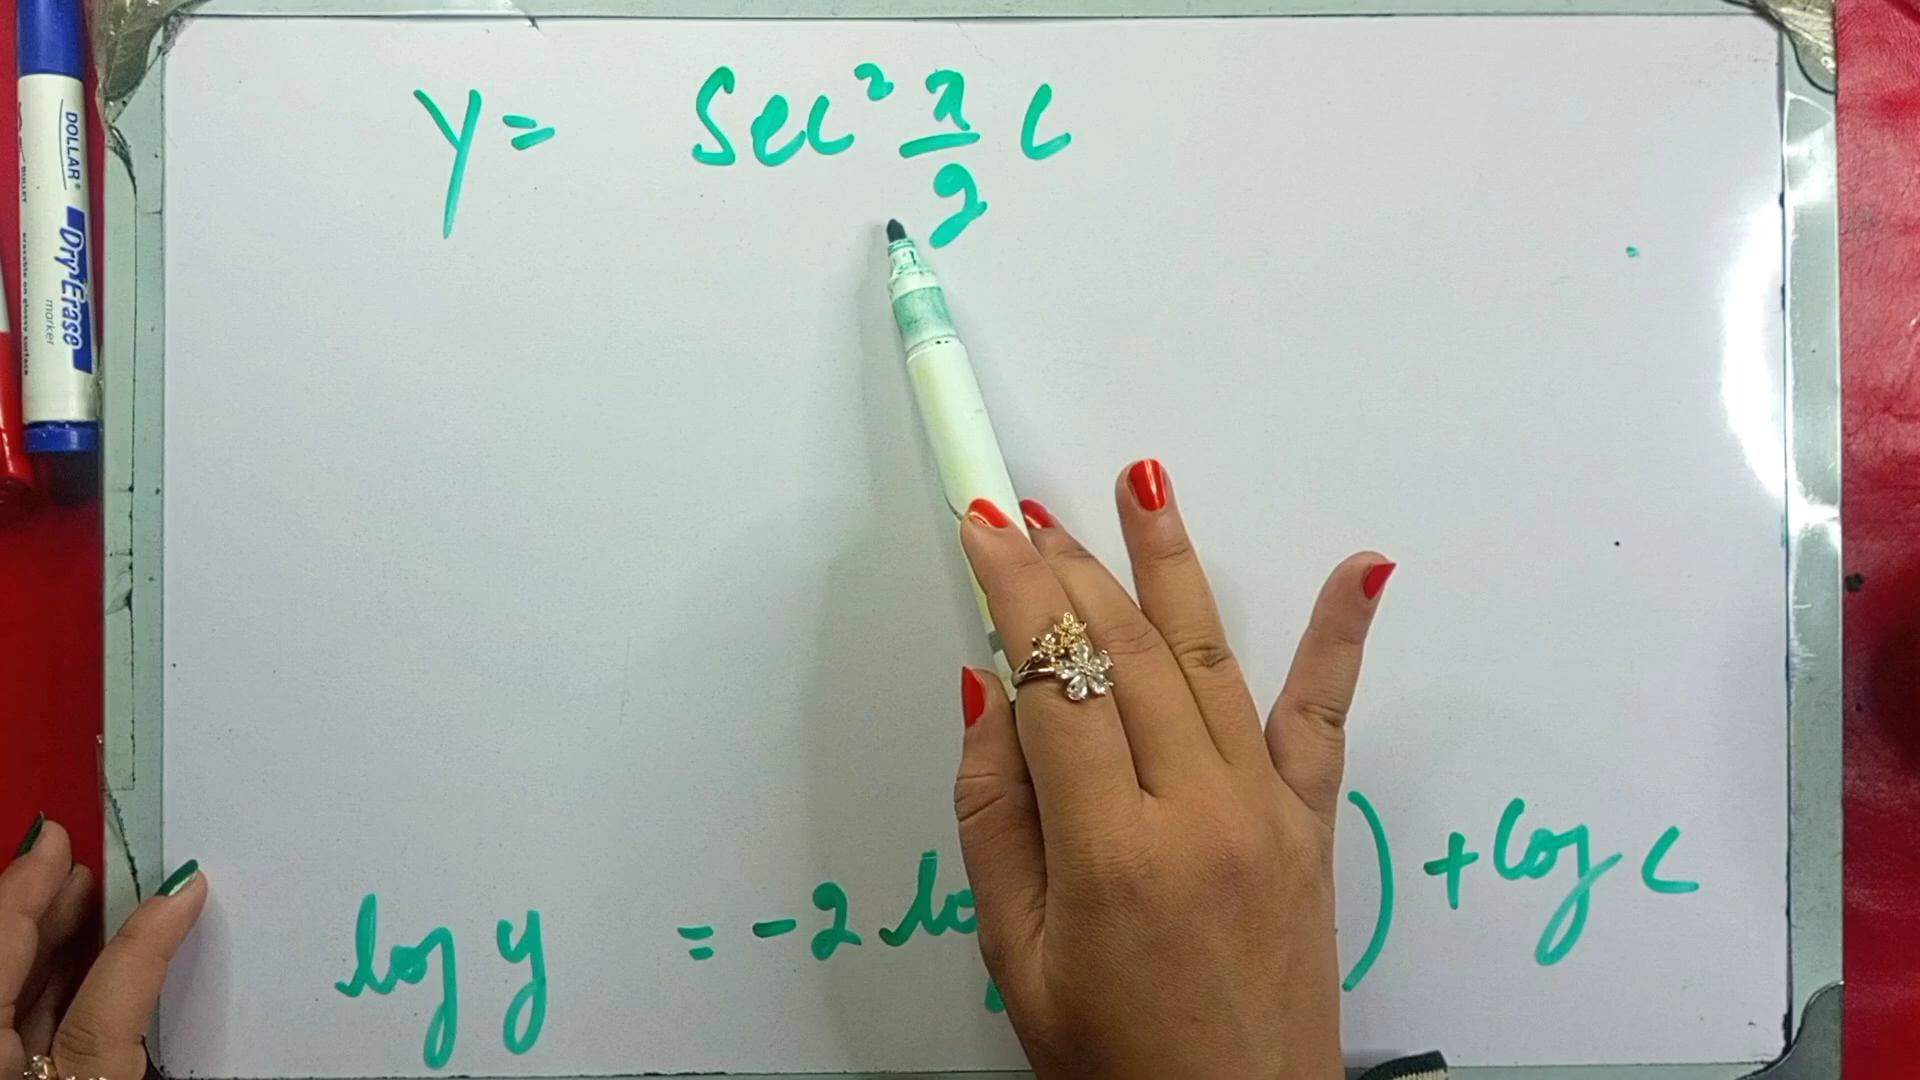 y = Sec² x/2 c
log y = -2 lo ) + log c
DOLLAR®
Dry-Erase
marker